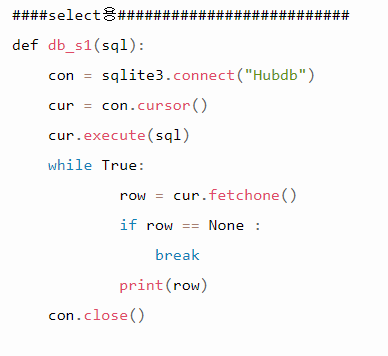 ####select용##########################
def db_s1(sql):
    con = sqlite3.connect("Hubdb")
    cur = con.cursor()
    cur.execute(sql)
    while True:
            row = cur.fetchone()
            if row == None :
                break
            print(row)
    con.close()